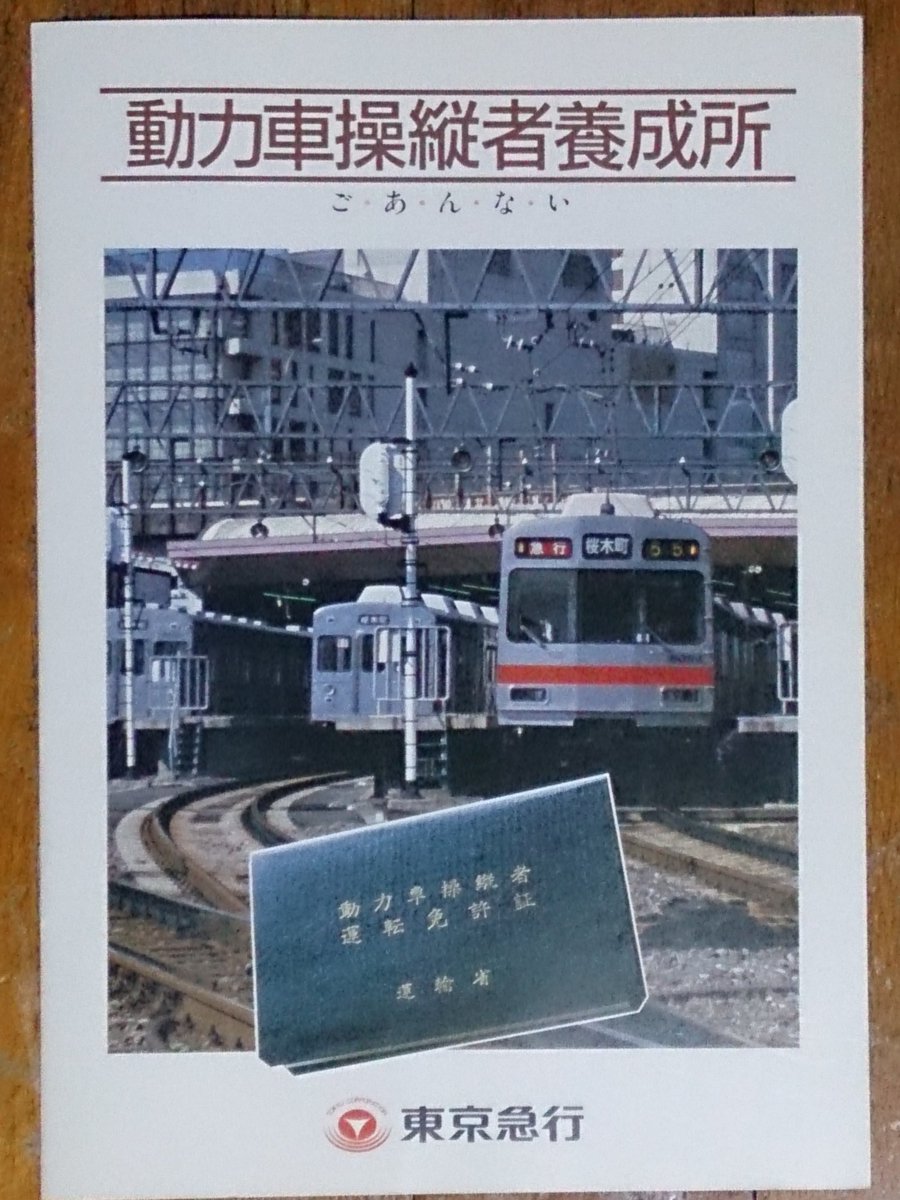 動力車操縦者養成所
ご・あ・ん・な・い
急行 桜木町 55
動力車操縦者
運転免許証
運輸省
TOKYU CORPORATION
東京急行